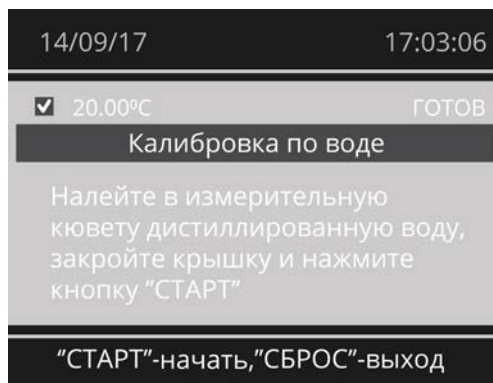 14/09/17 17:03:06
20.00ºC ГОТОВ
Калибровка по воде
Налейте в измерительную
кювету дистиллированную воду,
закройте крышку и нажмите
кнопку “СТАРТ”
“СТАРТ”-начать,”СБРОС”-выход